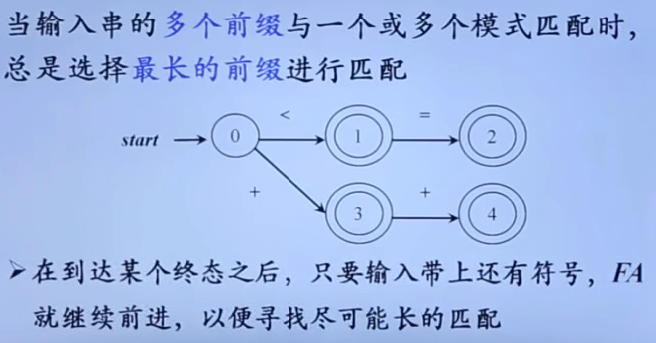 当输入串的多个前缀与一个或多个模式匹配时，
总是选择最长的前缀进行匹配
< =
start 0 1 2
+ +
3 4
➢在到达某个终态之后，只要输入带上还有符号，FA
就继续前进，以便寻找尽可能长的匹配